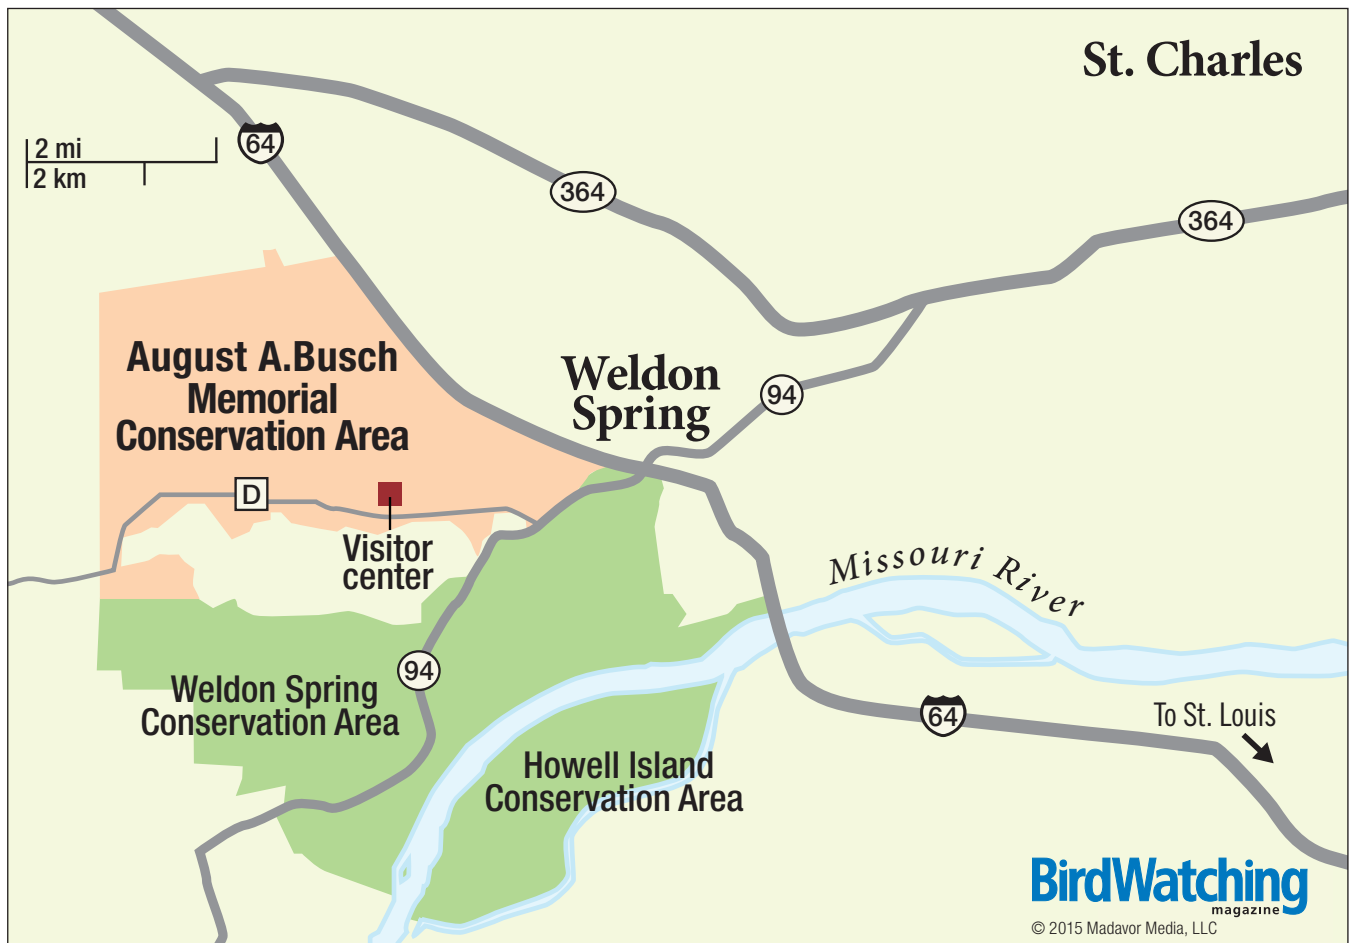 St. Charles
64
2 mi
2 km
364
364
August A.Busch
Memorial
Conservation Area
Weldon
Spring
94
D
Visitor
center
Missouri River
94
Weldon Spring
Conservation Area
64
To St. Louis
Howell Island
Conservation Area
BirdWatching
magazine
© 2015 Madavor Media, LLC